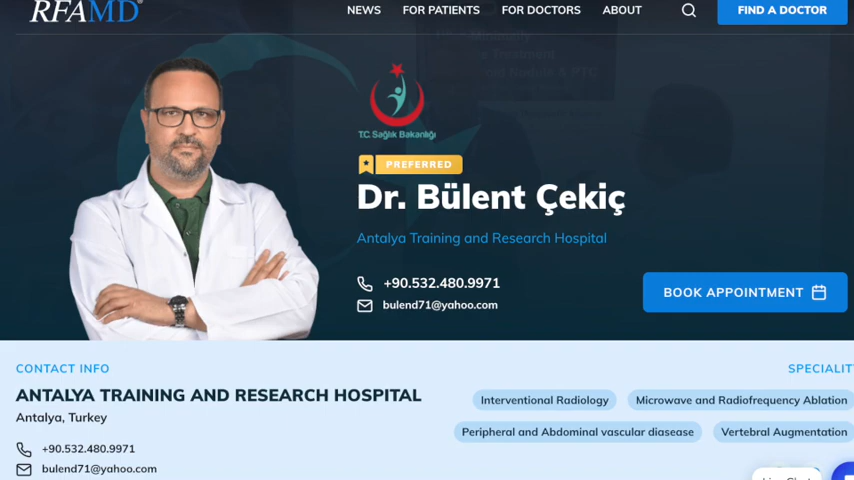 RFAMD®
NEWS FOR PATIENTS FOR DOCTORS ABOUT FIND A DOCTOR
T.C. Sağlık Bakanlığı
PREFERRED
Dr. Bülent Çekiç
Antalya Training and Research Hospital
+90.532.480.9971
bulend71@yahoo.com
BOOK APPOINTMENT
CONTACT INFO
ANTALYA TRAINING AND RESEARCH HOSPITAL
Antalya, Turkey
+90.532.480.9971
bulend71@yahoo.com
SPECIALIT
Interventional Radiology Microwave and Radiofrequency Ablation
Peripheral and Abdominal vascular diasease Vertebral Augmentation